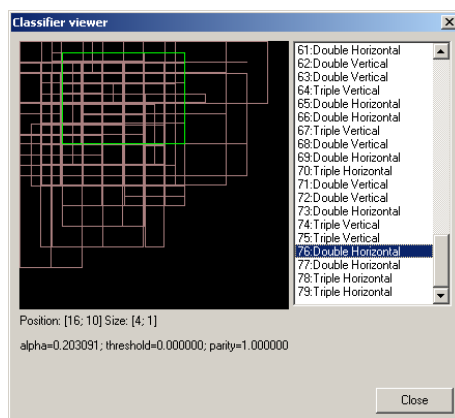 Classifier viewer
61:Double Horizontal
62:Double Vertical
63:Double Vertical
64:Triple Vertical
65:Double Horizontal
66:Double Horizontal
67:Triple Vertical
68:Double Vertical
69:Double Horizontal
70:Triple Horizontal
71:Double Vertical
72:Double Vertical
73:Double Horizontal
74:Triple Vertical
75:Triple Vertical
76:Double Horizontal
77:Double Horizontal
78:Triple Horizontal
79:Triple Horizontal
Position: [16; 10] Size: [4; 1]
alpha=0.203091; threshold=0.000000; parity=1.000000
Close